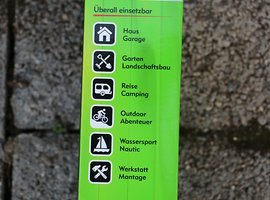 Überall einsetzbar
Haus
Garage
Garten
Landschaftsbau
Reise
Camping
Outdoor
Abenteuer
Wassersport
Nautic
Werkstatt
Montage